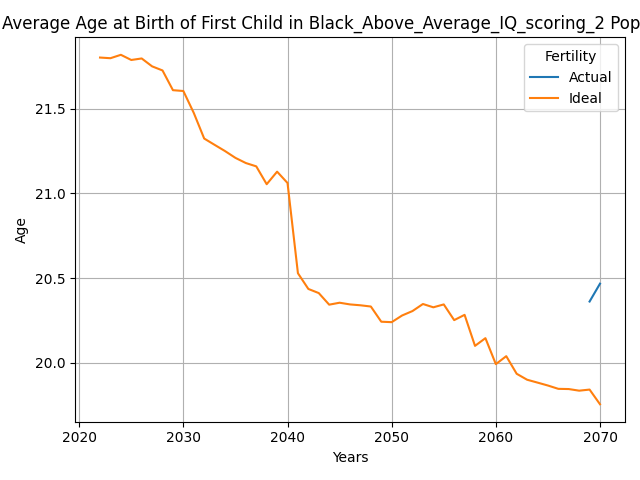 Average Age at Birth of First Child in Black_Above_Average_IQ_scoring_2 Pop
Fertility
Actual
Ideal
21.5
21.0
20.5
20.0
Age
2020 2030 2040 2050 2060 2070
Years